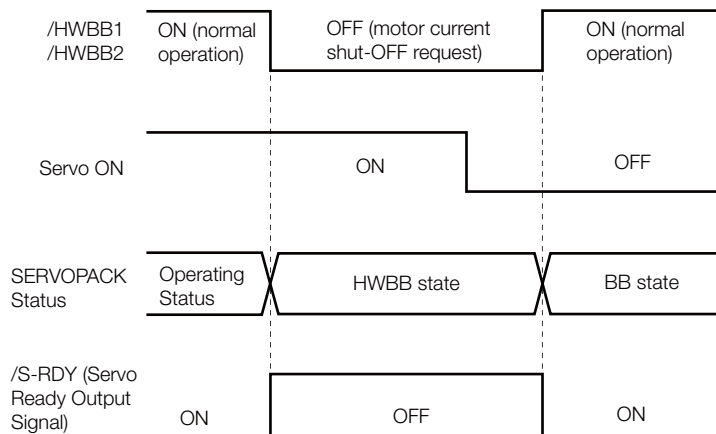 /HWBB1
/HWBB2
ON (normal
operation)
OFF (motor current
shut-OFF request)
ON (normal
operation)
Servo ON
ON
OFF
SERVOPACK
Status
Operating
Status
HWBB state
BB state
/S-RDY (Servo
Ready Output
Signal)
ON
OFF
ON